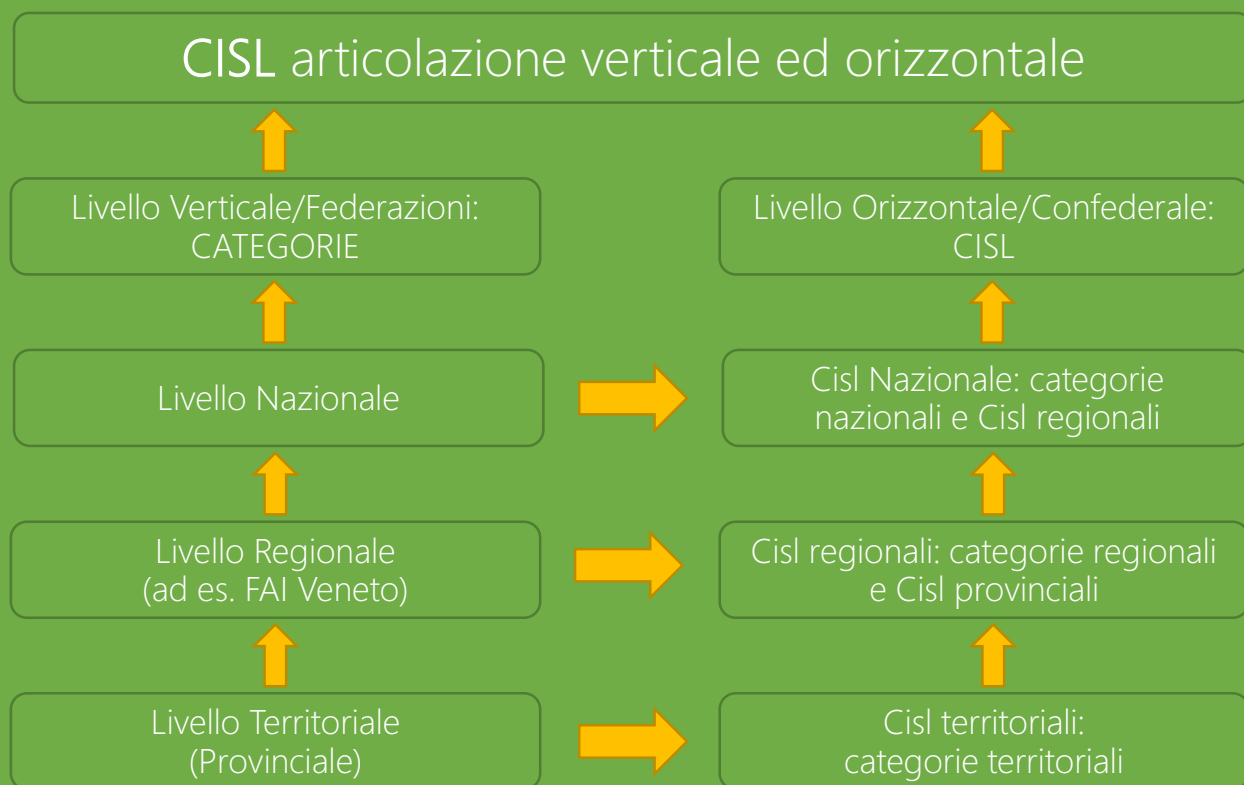 CISL articolazione verticale ed orizzontale
Livello Verticale/Federazioni:
CATEGORIE
Livello Orizzontale/Confederale:
CISL
Livello Nazionale
Cisl Nazionale: categorie
nazionali e Cisl regionali
Livello Regionale
(ad es. FAI Veneto)
Cisl regionali: categorie regionali
e Cisl provinciali
Livello Territoriale
(Provinciale)
Cisl territoriali:
categorie territoriali